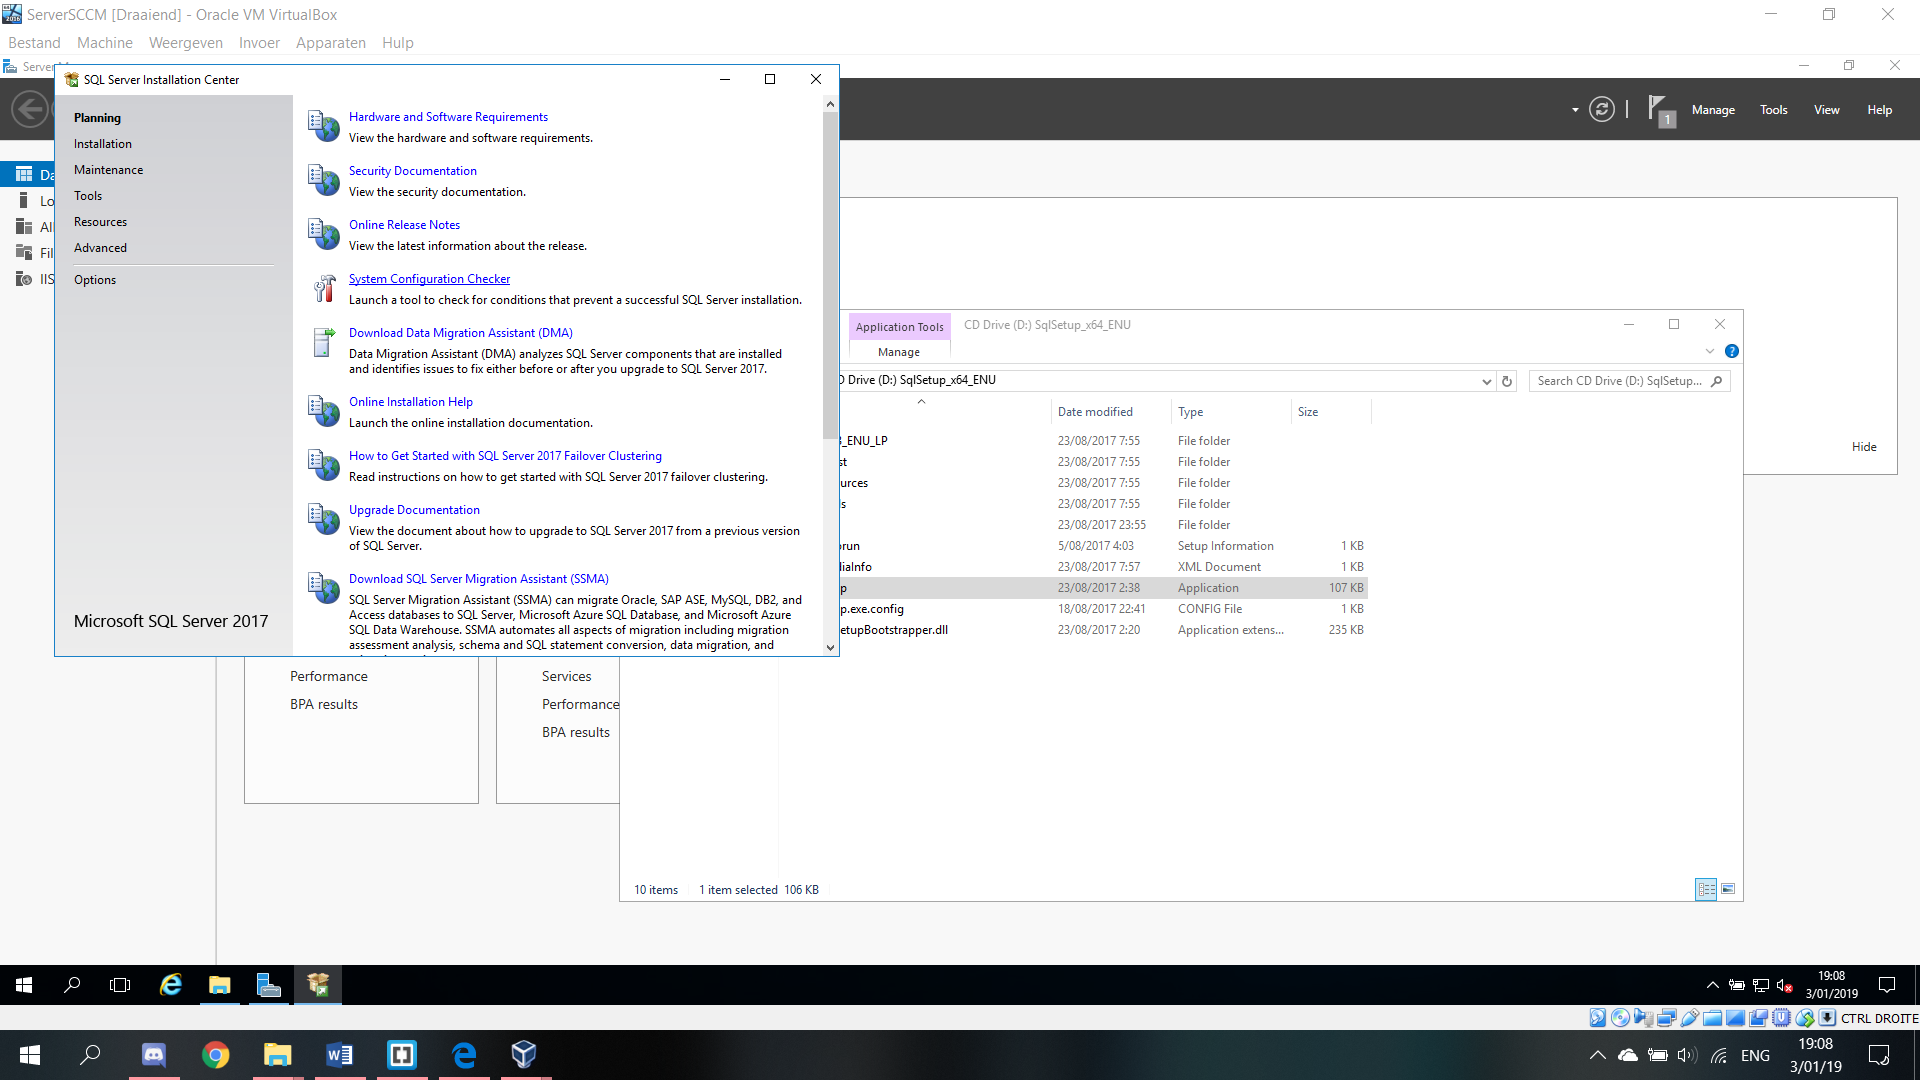 ServerSCCM [Draaiend] - Oracle VM VirtualBox
Bestand Machine Weergeven Invoer Apparaten Hulp
Server
SQL Server Installation Center
Manage Tools View Help
1
Planning
Installation
Maintenance
Tools
Resources
Advanced
Options
Microsoft SQL Server 2017
Hardware and Software Requirements
View the hardware and software requirements.
Security Documentation
View the security documentation.
Online Release Notes
View the latest information about the release.
System Configuration Checker
Launch a tool to check for conditions that prevent a successful SQL Server installation.
Download Data Migration Assistant (DMA)
Data Migration Assistant (DMA) analyzes SQL Server components that are installed
and identifies issues to fix either before or after you upgrade to SQL Server 2017.
Online Installation Help
Launch the online installation documentation.
How to Get Started with SQL Server 2017 Failover Clustering
Read instructions on how to get started with SQL Server 2017 failover clustering.
Upgrade Documentation
View the document about how to upgrade to SQL Server 2017 from a previous version
of SQL Server.
Download SQL Server Migration Assistant (SSMA)
SQL Server Migration Assistant (SSMA) can migrate Oracle, SAP ASE, MySQL, DB2, and
Access databases to SQL Server, Microsoft Azure SQL Database, and Microsoft Azure
SQL Data Warehouse. SSMA automates all aspects of migration including migration
assessment analysis, schema and SQL statement conversion, data migration, and
Da
Lo
All
Fil
IIS
Application Tools CD Drive (D:) SqlSetup_x64_ENU
Manage
D Drive (D:) SqlSetup_x64_ENU
Search CD Drive (D:) SqlSetup...
Date modified Type Size
_ENU_LP 23/08/2017 7:55 File folder
st 23/08/2017 7:55 File folder
urces 23/08/2017 7:55 File folder
ls 23/08/2017 7:55 File folder
23/08/2017 23:55 File folder
orun 5/08/2017 4:03 Setup Information 1 KB
diaInfo 23/08/2017 7:57 XML Document 1 KB
p 23/08/2017 2:38 Application 107 KB
p.exe.config 18/08/2017 22:41 CONFIG File 1 KB
etupBootstrapper.dll 23/08/2017 2:20 Application extens... 235 KB
Hide
Performance
BPA results
Services
Performance
BPA results
10 items 1 item selected 106 KB
19:08
3/01/2019
CTRL DROITE
ENG
19:08
3/01/19